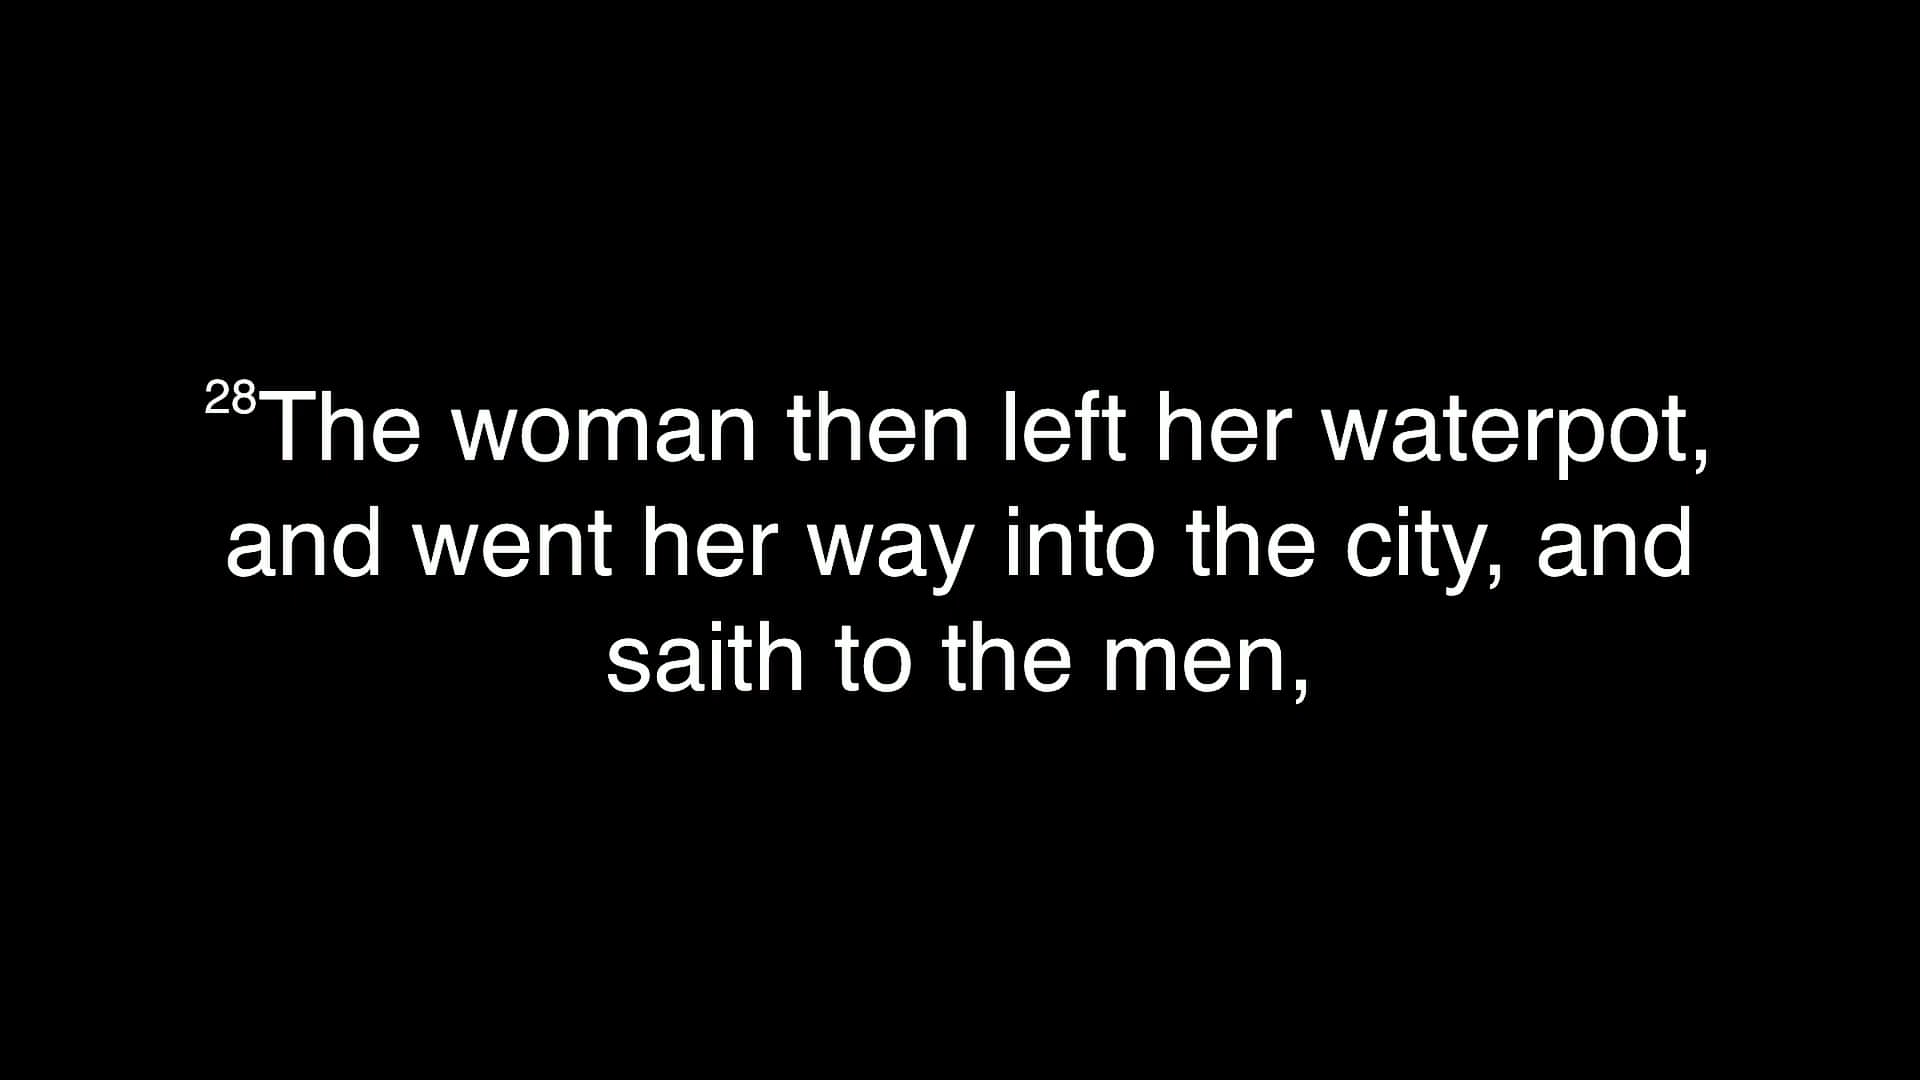 28The woman then left her waterpot,
and went her way into the city, and
saith to the men,